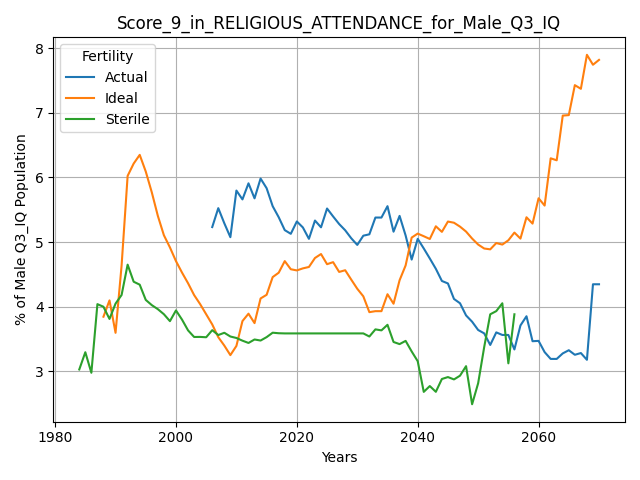 Score_9_in_RELIGIOUS_ATTENDANCE_for_Male_Q3_IQ
Fertility
Actual
Ideal
Sterile
% of Male Q3_IQ Population
8
7
6
5
4
3
1980 2000 2020 2040 2060
Years